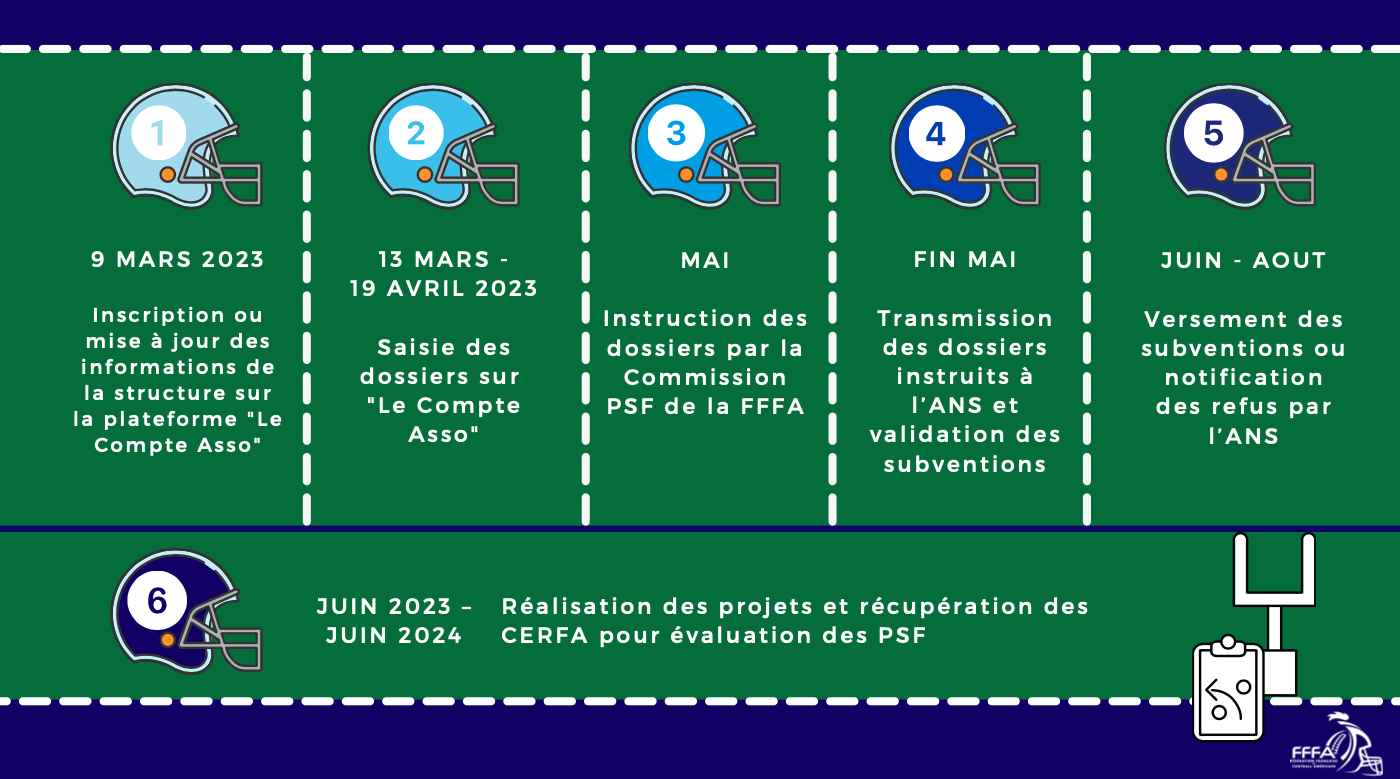 1
9 MARS 2023
Inscription ou
mise à jour des
informations de
la structure sur
la plateforme "Le
Compte Asso"
2
13 MARS -
19 AVRIL 2023
Saisie des
dossiers sur
"Le Compte
Asso"
3
MAI
Instruction des
dossiers par la
Commission
PSF de la FFFA
4
FIN MAI
Transmission
des dossiers
instruits à
l’ANS et
validation des
subventions
5
JUIN - AOUT
Versement des
subventions ou
notification
des refus par
l’ANS
6
JUIN 2023 –
JUIN 2024
Réalisation des projets et récupération des
CERFA pour évaluation des PSF
FFFA
FÉDÉRATION FRANÇAISE
FOOTBALL AMÉRICAIN